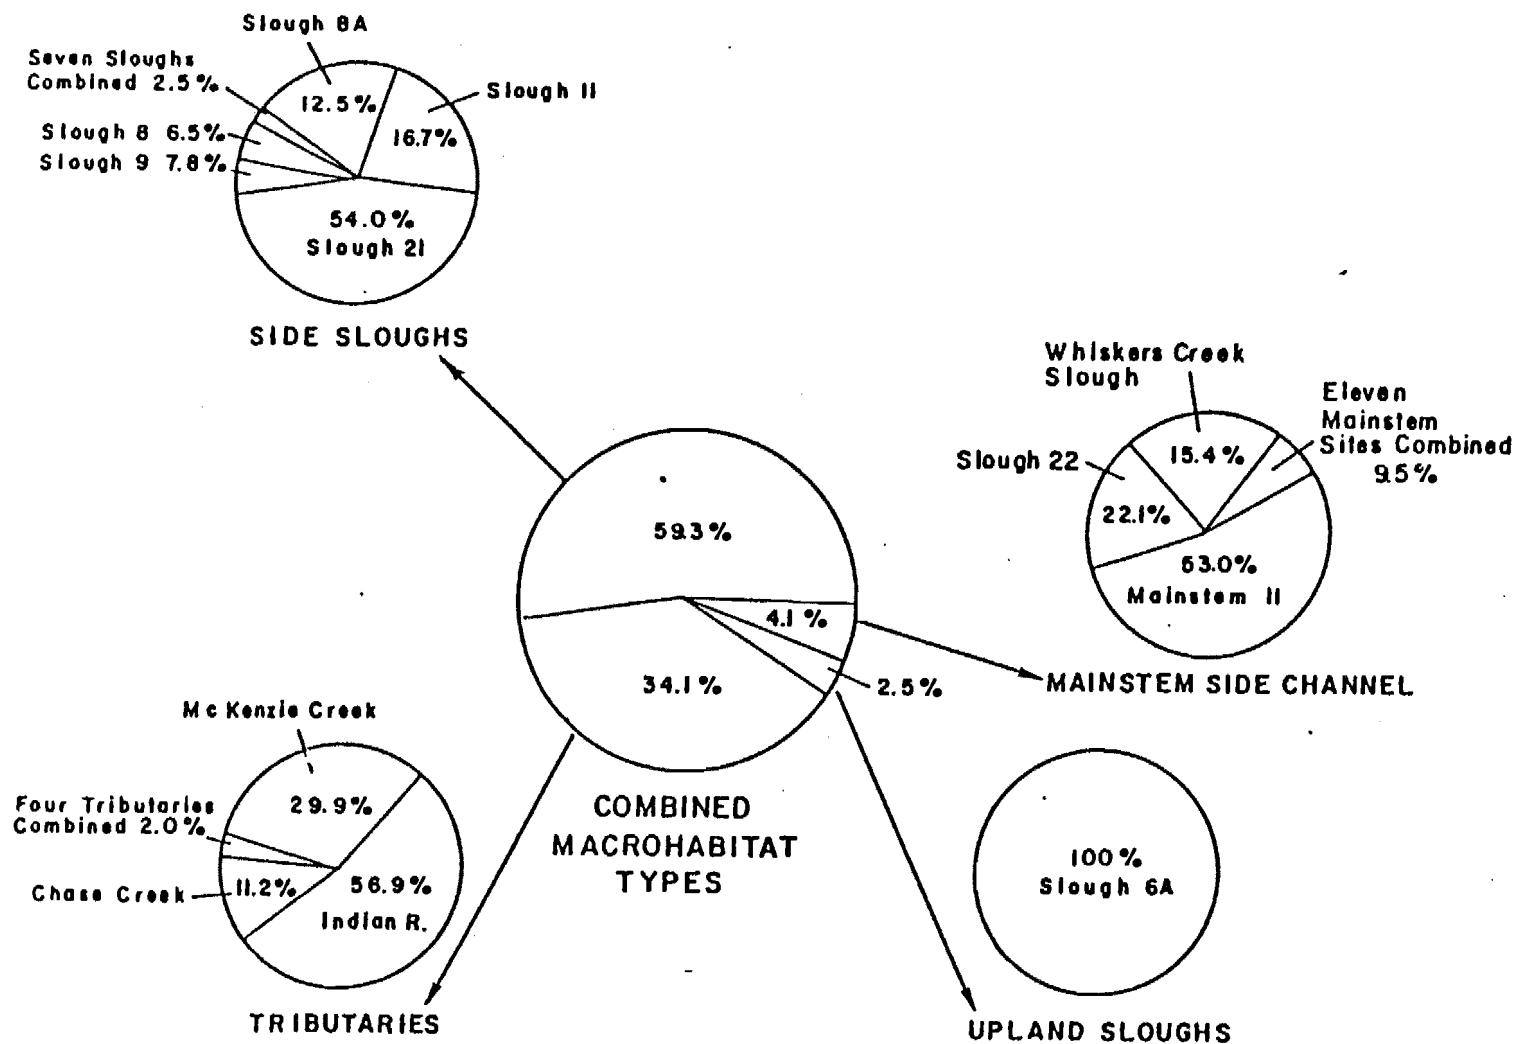 Slough 8A
Seven Sloughs
Combined 2.5%
12.5%
Slough 11
16.7%
Slough 8 6.5%
Slough 9 7.8%
54.0%
Slough 21
SIDE SLOUGHS
Whiskers Creek
Slough
Eleven
Mainstem
Sites Combined
9.5%
15.4%
Slough 22
22.1%
53.0%
Mainstem 11
MAINSTEM SIDE CHANNEL
59.3%
4.1%
2.5%
34.1%
COMBINED
MACROHABITAT
TYPES
McKenzie Creek
29.9%
Four Tributaries
Combined 2.0%
Chase Creek
11.2%
56.9%
Indian R.
TRIBUTARIES
100%
Slough 6A
UPLAND SLOUGHS